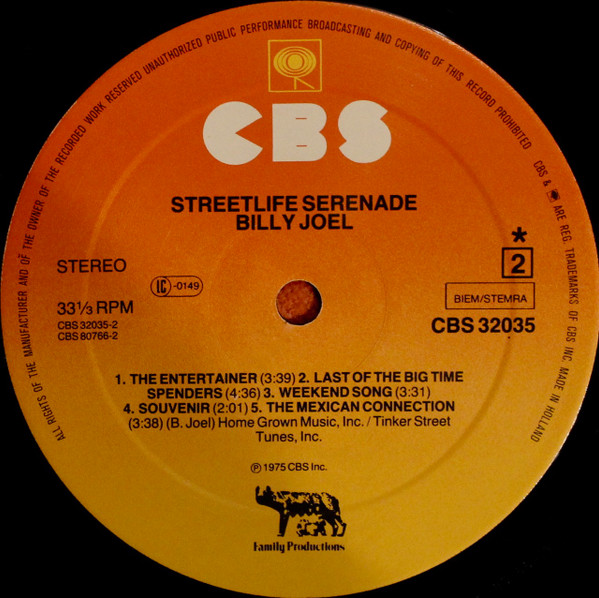 ALL RIGHTS OF THE MANUFACTURER AND OF THE OWNER OF THE RECORDED WORK RESERVED UNAUTHORIZED PUBLIC PERFORMANCE BROADCASTING AND COPYING OF THIS RECORD PROHIBITED CBS & ARE REG. TRADEMARKS OF CBS INC. MADE IN HOLLAND
CBS
STREETLIFE SERENADE
BILLY JOEL
STEREO
LC-0149
33⅓ RPM
CBS 32035-2
CBS 80766-2
*
2
BIEM/STEMRA
CBS 32035
1. THE ENTERTAINER (3:39) 2. LAST OF THE BIG TIME
SPENDERS (4:36) 3. WEEKEND SONG (3:31)
4. SOUVENIR (2:01) 5. THE MEXICAN CONNECTION
(3:38) (B. Joel) Home Grown Music, Inc. / Tinker Street
Tunes, Inc.
℗ 1975 CBS Inc.
Family Productions